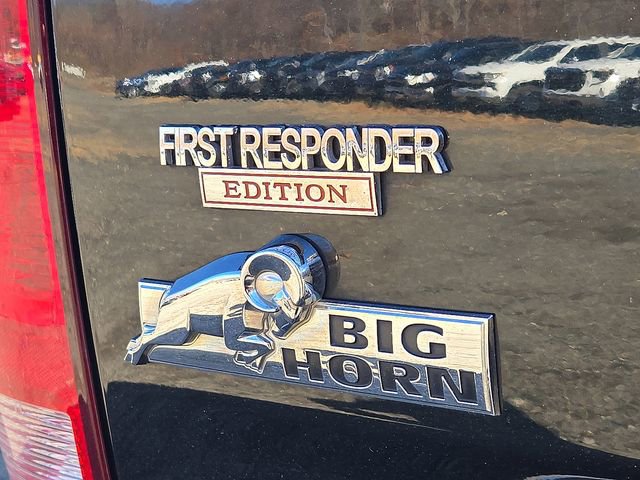 FIRST RESPONDER
EDITION
BIG
HORN